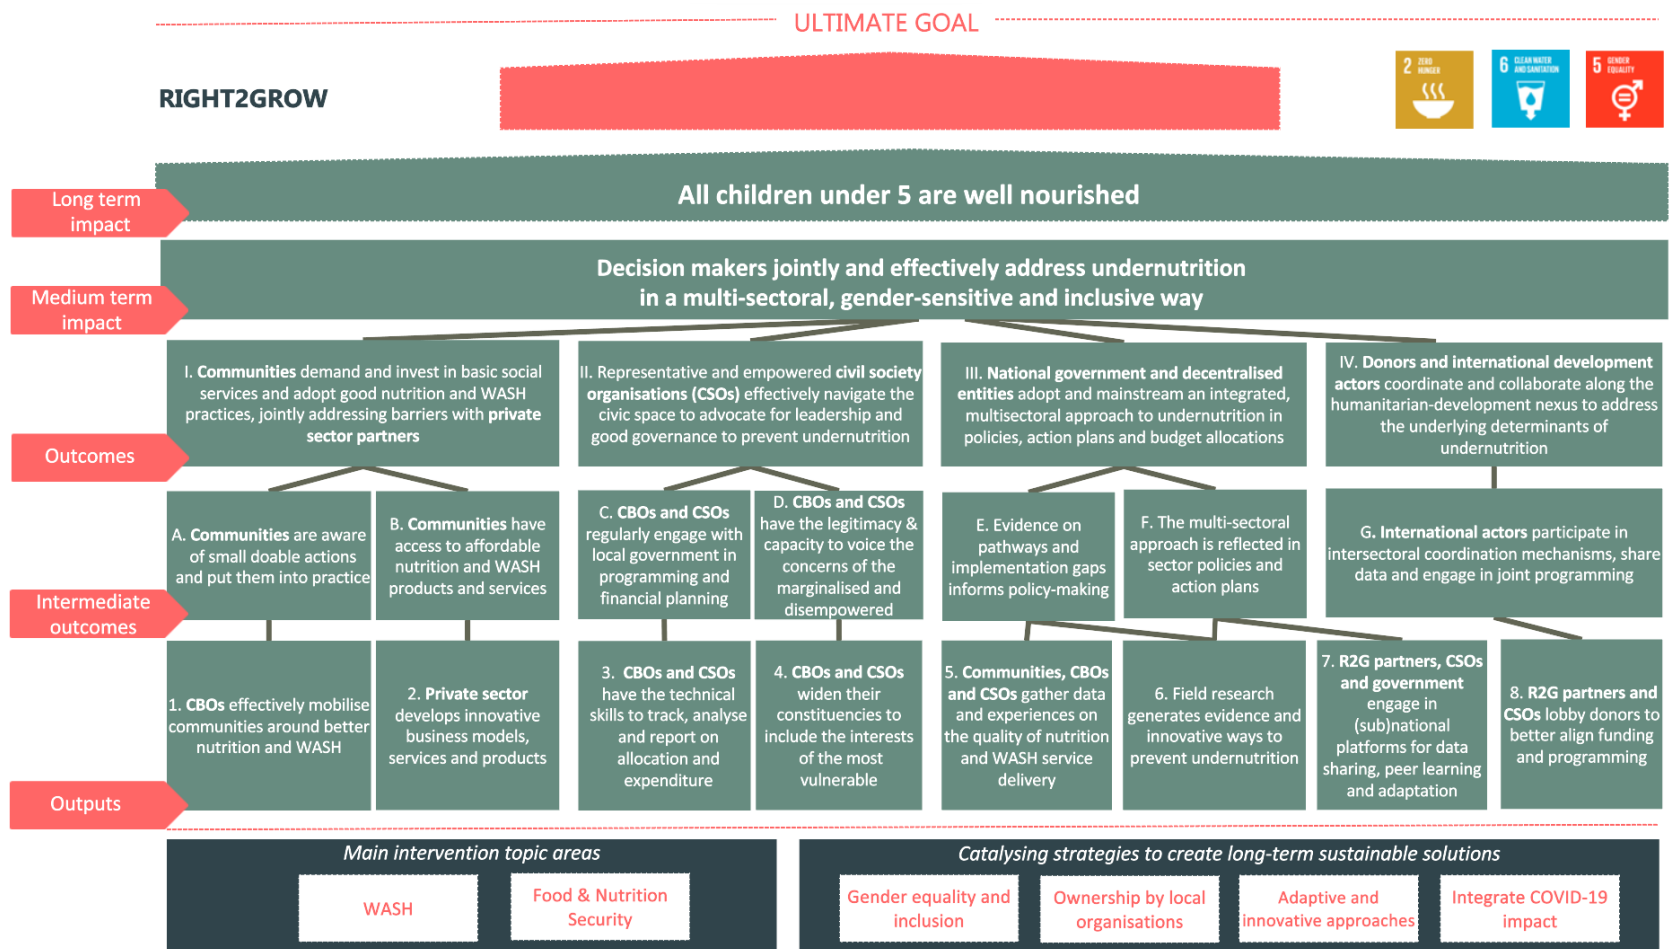 ULTIMATE GOAL
RIGHT2GROW
2 ZERO
HUNGER
6 CLEAN WATER
AND SANITATION
5 GENDER
EQUALITY
Long term
impact
All children under 5 are well nourished
Medium term
impact
Decision makers jointly and effectively address undernutrition
in a multi-sectoral, gender-sensitive and inclusive way
Outcomes
I. Communities demand and invest in basic social
services and adopt good nutrition and WASH
practices, jointly addressing barriers with private
sector partners
II. Representative and empowered civil society
organisations (CSOs) effectively navigate the
civic space to advocate for leadership and
good governance to prevent undernutrition
III. National government and decentralised
entities adopt and mainstream an integrated,
multisectoral approach to undernutrition in
policies, action plans and budget allocations
IV. Donors and international development
actors coordinate and collaborate along the
humanitarian-development nexus to address
the underlying determinants of
undernutrition
Intermediate
outcomes
A. Communities are aware
of small doable actions
and put them into practice
B. Communities have
access to affordable
nutrition and WASH
products and services
C. CBOs and CSOs
regularly engage with
local government in
programming and
financial planning
D. CBOs and CSOs
have the legitimacy &
capacity to voice the
concerns of the
marginalised and
disempowered
E. Evidence on
pathways and
implementation gaps
informs policy-making
F. The multi-sectoral
approach is reflected in
sector policies and
action plans
G. International actors participate in
intersectoral coordination mechanisms, share
data and engage in joint programming
Outputs
1. CBOs effectively mobilise
communities around better
nutrition and WASH
2. Private sector
develops innovative
business models,
services and products
3. CBOs and CSOs
have the technical
skills to track, analyse
and report on
allocation and
expenditure
4. CBOs and CSOs
widen their
constituencies to
include the interests
of the most
vulnerable
5. Communities, CBOs
and CSOs gather data
and experiences on
the quality of nutrition
and WASH service
delivery
6. Field research
generates evidence and
innovative ways to
prevent undernutrition
7. R2G partners, CSOs
and government
engage in
(sub)national
platforms for data
sharing, peer learning
and adaptation
8. R2G partners and
CSOs lobby donors to
better align funding
and programming
Main intervention topic areas
WASH
Food & Nutrition
Security
Catalysing strategies to create long-term sustainable solutions
Gender equality and
inclusion
Ownership by local
organisations
Adaptive and
innovative approaches
Integrate COVID-19
impact